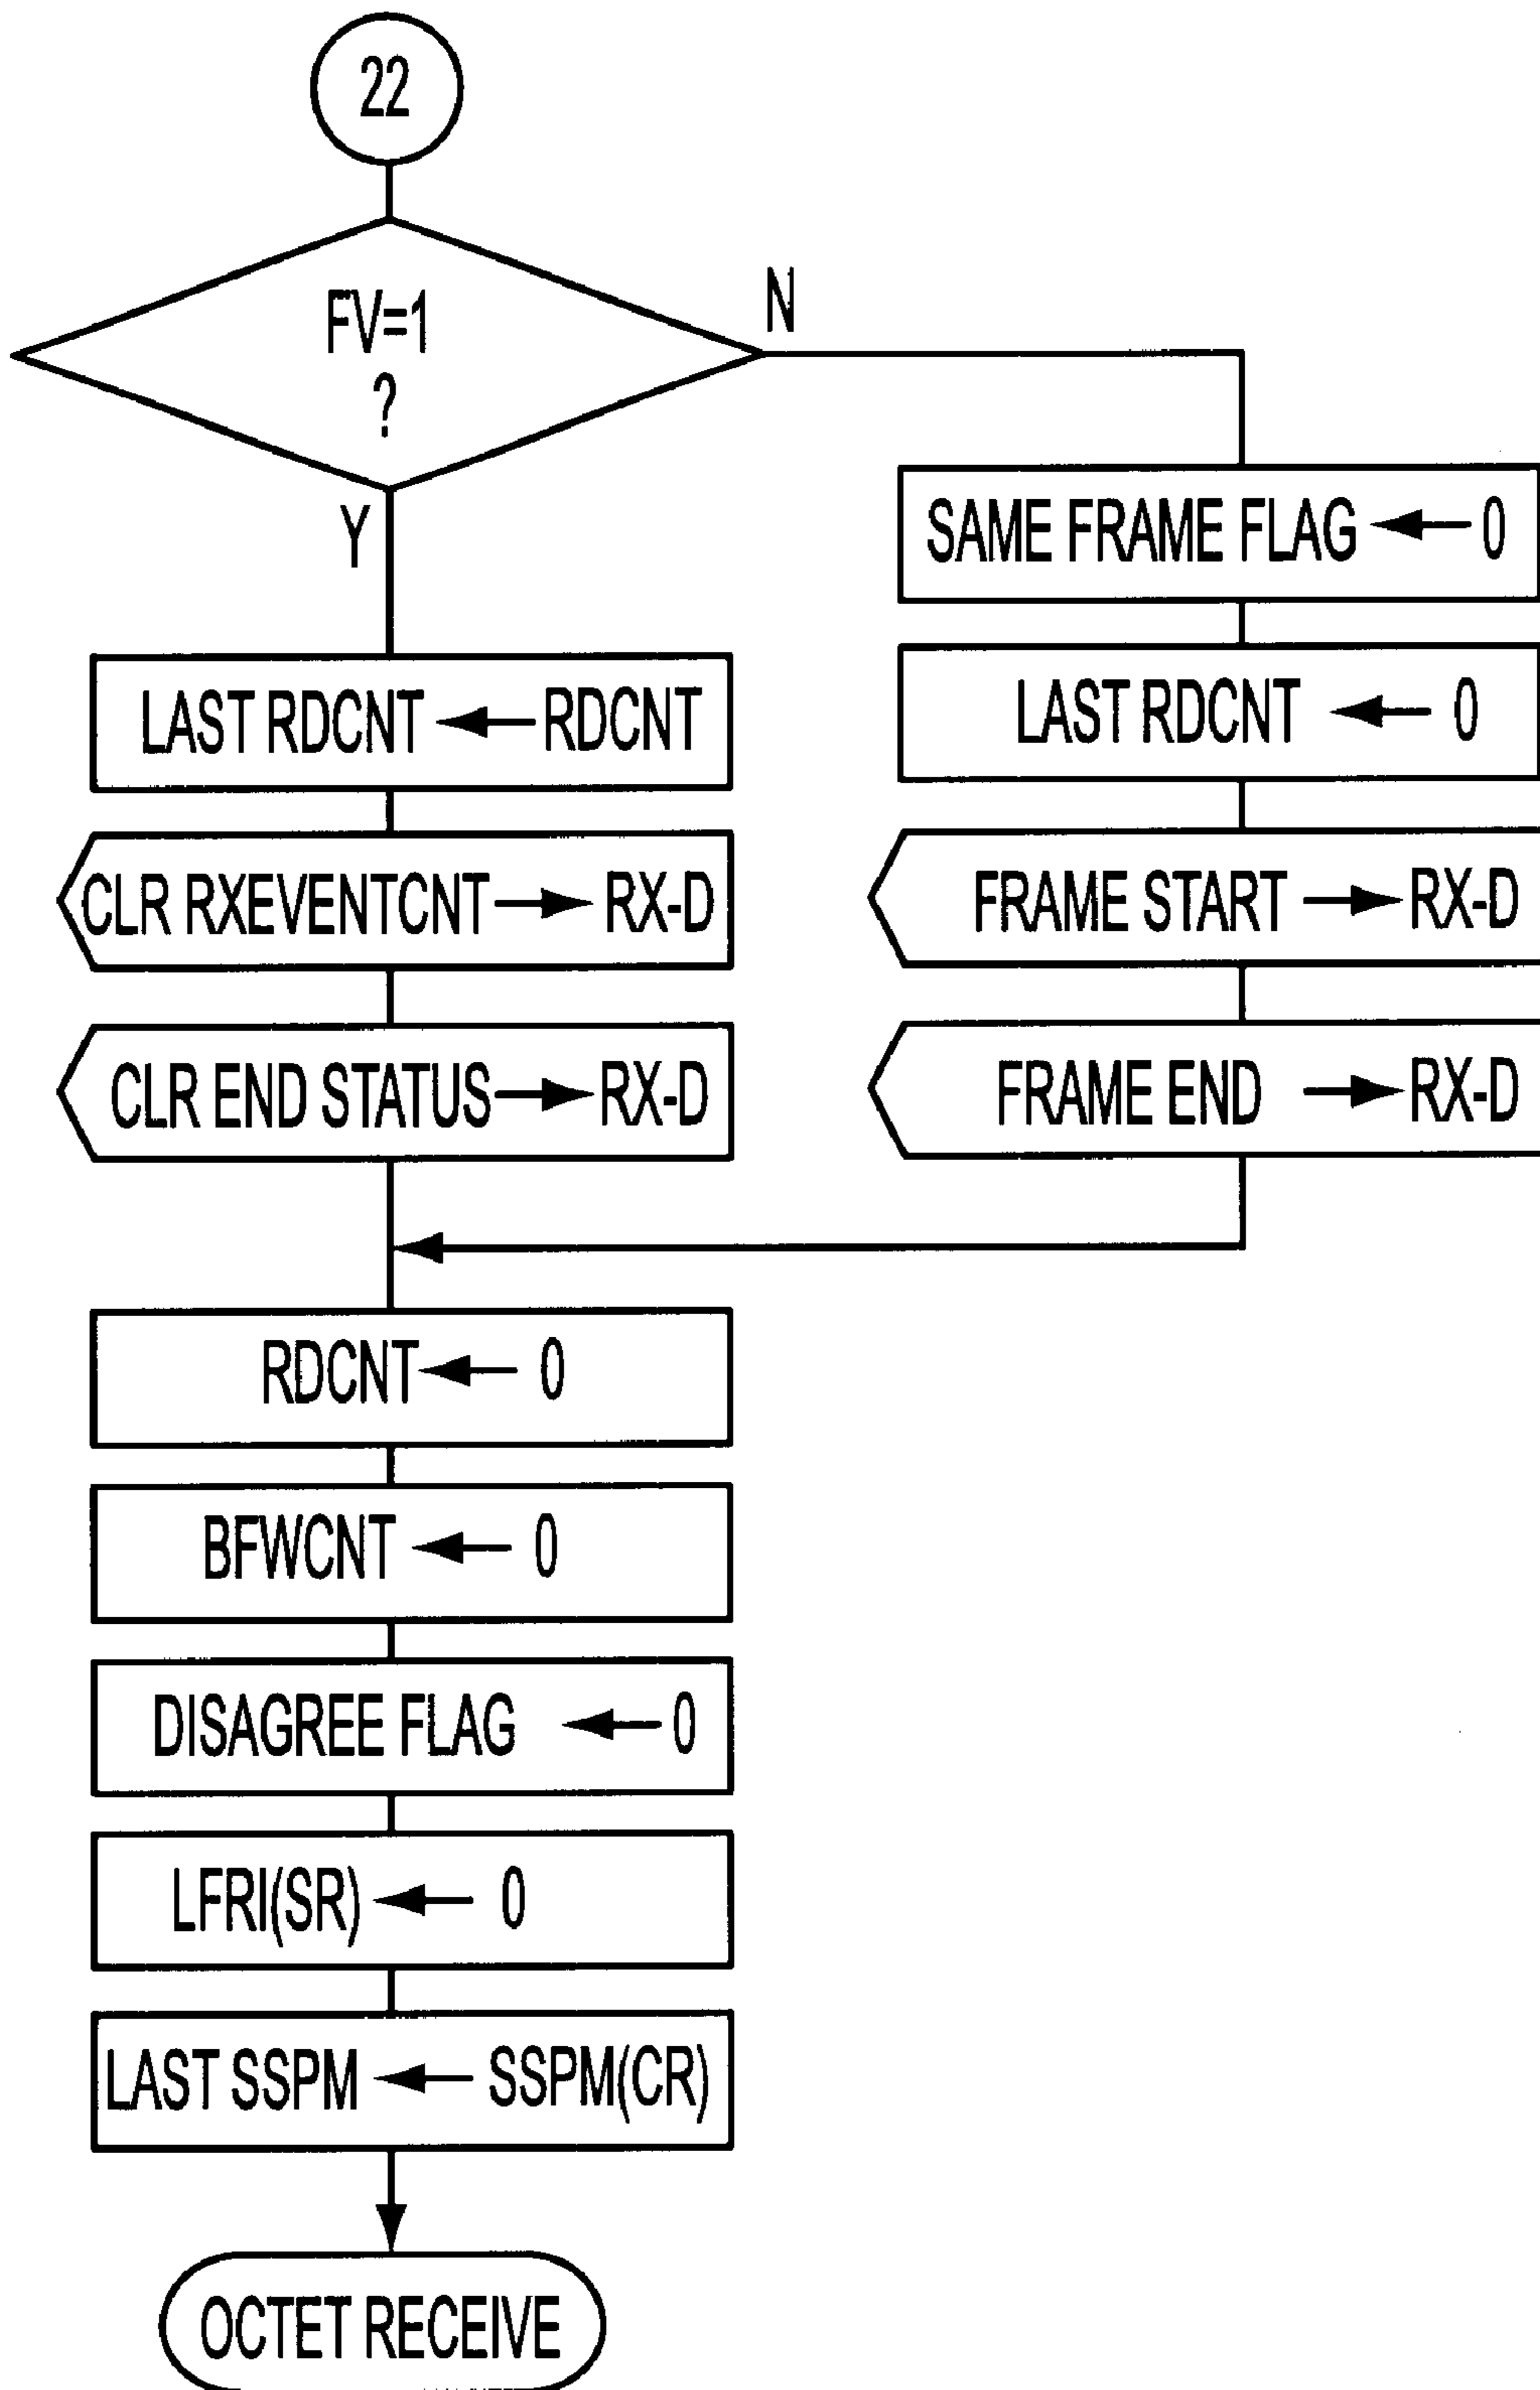 22
FV=1
?
N
Y
SAME FRAME FLAG ← 0
LAST RDCNT ← 0
FRAME START → RX-D
FRAME END → RX-D
LAST RDCNT ← RDCNT
CLR RXEVENTCNT → RX-D
CLR END STATUS → RX-D
RDCNT ← 0
BFWCNT ← 0
DISAGREE FLAG ← 0
LFRI(SR) ← 0
LAST SSPM ← SSPM(CR)
OCTET RECEIVE